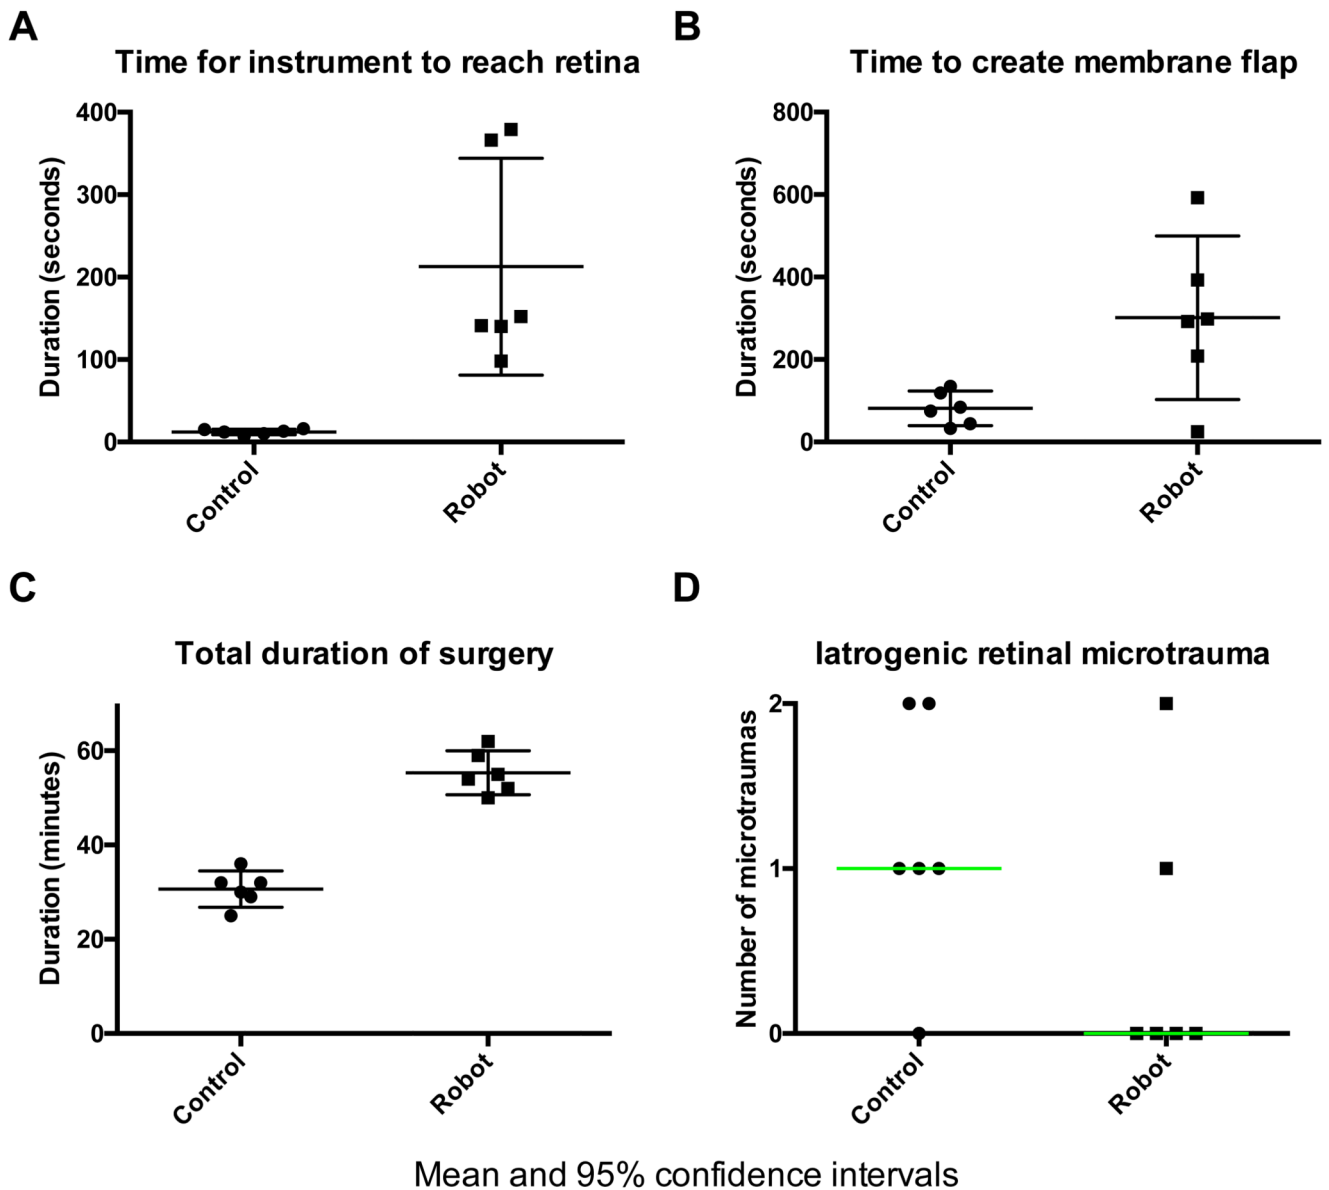 A
Time for instrument to reach retina
Duration (seconds)
400
300
200
100
0
Control
Robot
B
Time to create membrane flap
Duration (seconds)
800
600
400
200
0
Control
Robot
C
Total duration of surgery
Duration (minutes)
60
40
20
0
Control
Robot
D
Iatrogenic retinal microtrauma
Number of microtraumas
2
1
0
Control
Robot
Mean and 95% confidence intervals